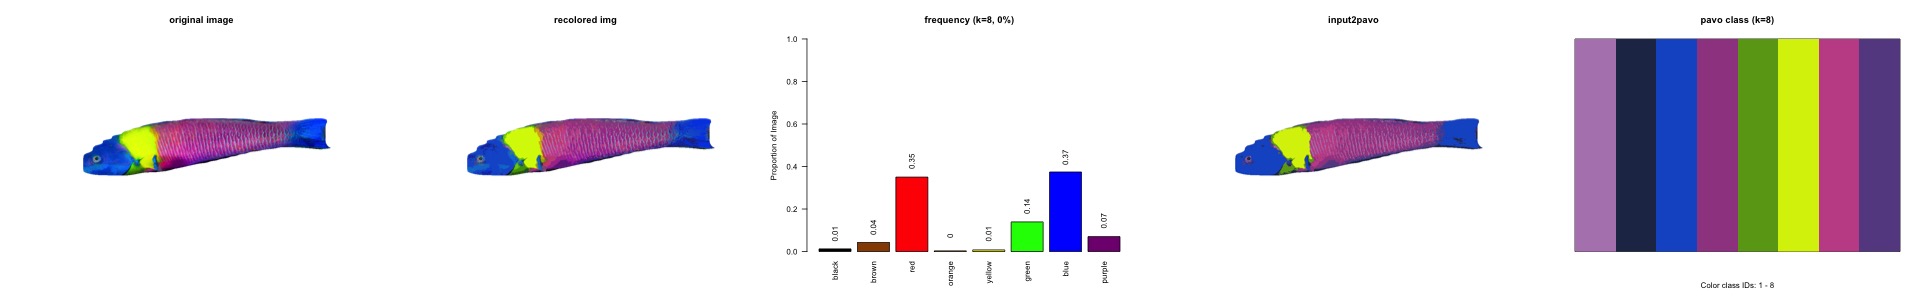 original image
recolored img
frequency (k=8, 0%)
input2pavo
pavo class (k=8)
Proportion of Image
1.0
0.8
0.6
0.4
0.2
0.0
0.01
0.04
0.35
0
0.01
0.14
0.37
0.07
black
brown
red
orange
yellow
green
blue
purple
Color class IDs: 1 - 8